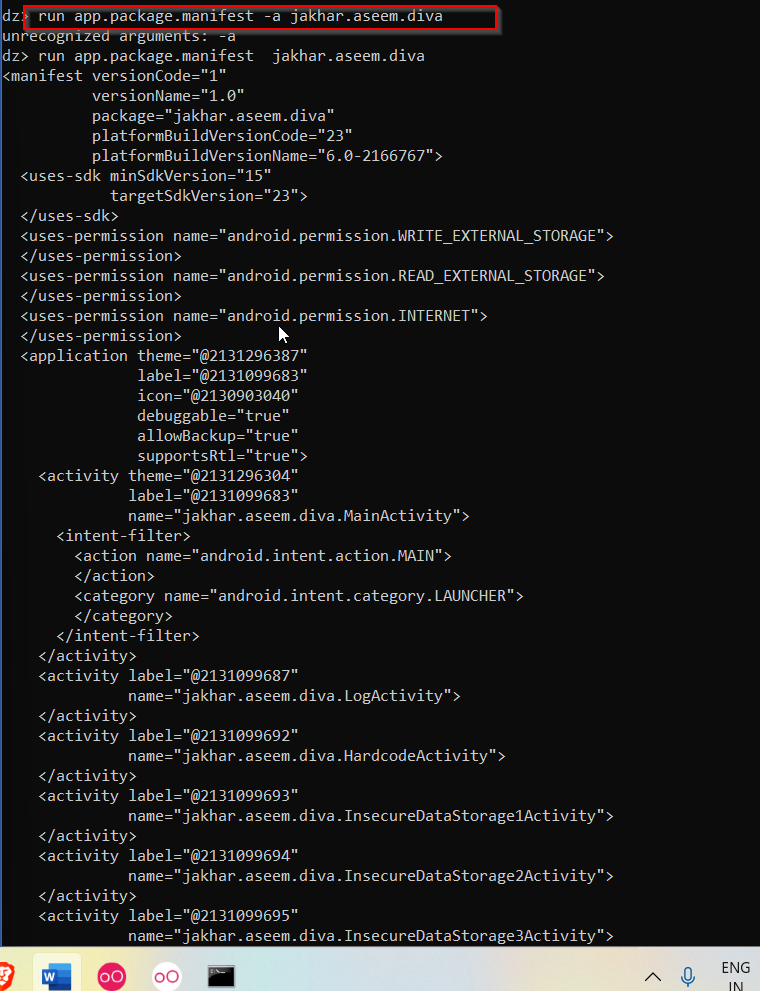 dz> run app.package.manifest -a jakhar.aseem.diva
unrecognized arguments: -a
dz> run app.package.manifest  jakhar.aseem.diva
<manifest versionCode="1"
          versionName="1.0"
          package="jakhar.aseem.diva"
          platformBuildVersionCode="23"
          platformBuildVersionName="6.0-2166767">
  <uses-sdk minSdkVersion="15"
            targetSdkVersion="23">
  </uses-sdk>
  <uses-permission name="android.permission.WRITE_EXTERNAL_STORAGE">
  </uses-permission>
  <uses-permission name="android.permission.READ_EXTERNAL_STORAGE">
  </uses-permission>
  <uses-permission name="android.permission.INTERNET">
  </uses-permission>
  <application theme="@2131296387"
               label="@2131099683"
               icon="@2130903040"
               debuggable="true"
               allowBackup="true"
               supportsRtl="true">
    <activity theme="@2131296304"
              label="@2131099683"
              name="jakhar.aseem.diva.MainActivity">
      <intent-filter>
        <action name="android.intent.action.MAIN">
        </action>
        <category name="android.intent.category.LAUNCHER">
        </category>
      </intent-filter>
    </activity>
    <activity label="@2131099687"
              name="jakhar.aseem.diva.LogActivity">
    </activity>
    <activity label="@2131099692"
              name="jakhar.aseem.diva.HardcodeActivity">
    </activity>
    <activity label="@2131099693"
              name="jakhar.aseem.diva.InsecureDataStorage1Activity">
    </activity>
    <activity label="@2131099694"
              name="jakhar.aseem.diva.InsecureDataStorage2Activity">
    </activity>
    <activity label="@2131099695"
              name="jakhar.aseem.diva.InsecureDataStorage3Activity">
W
ENG
IN